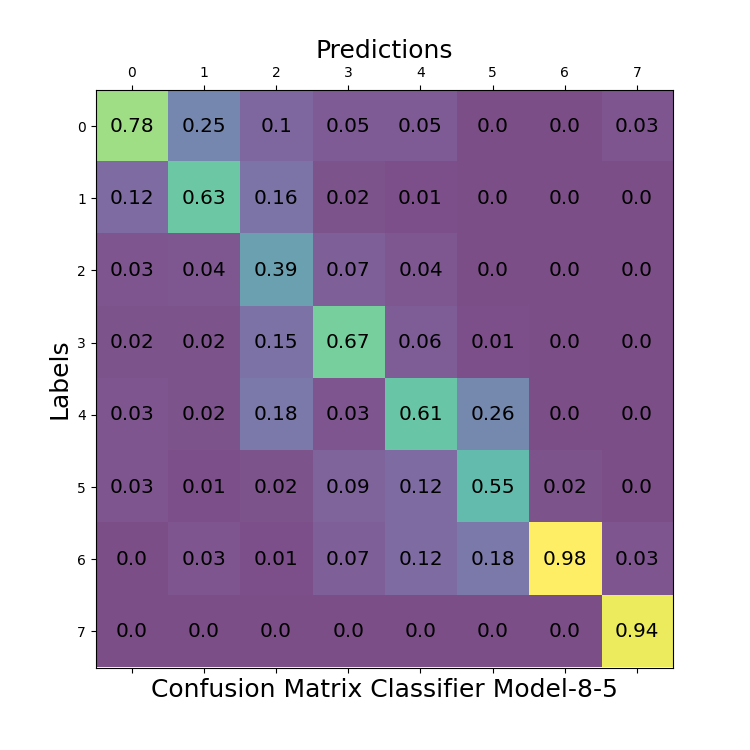 Predictions
0 1 2 3 4 5 6 7
0 0.78 0.25 0.1 0.05 0.05 0.0 0.0 0.03
1 0.12 0.63 0.16 0.02 0.01 0.0 0.0 0.0
2 0.03 0.04 0.39 0.07 0.04 0.0 0.0 0.0
3 0.02 0.02 0.15 0.67 0.06 0.01 0.0 0.0
Labels
4 0.03 0.02 0.18 0.03 0.61 0.26 0.0 0.0
5 0.03 0.01 0.02 0.09 0.12 0.55 0.02 0.0
6 0.0 0.03 0.01 0.07 0.12 0.18 0.98 0.03
7 0.0 0.0 0.0 0.0 0.0 0.0 0.0 0.94
Confusion Matrix Classifier Model-8-5